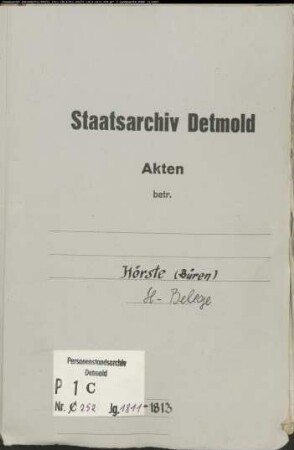 Staatsarchiv Detmold
Akten
betr.
Hörste (Büren)
H - Belege
Personenstandsarchiv
Detmold
P 1 C
Nr. 252 Jg. 1811-1813